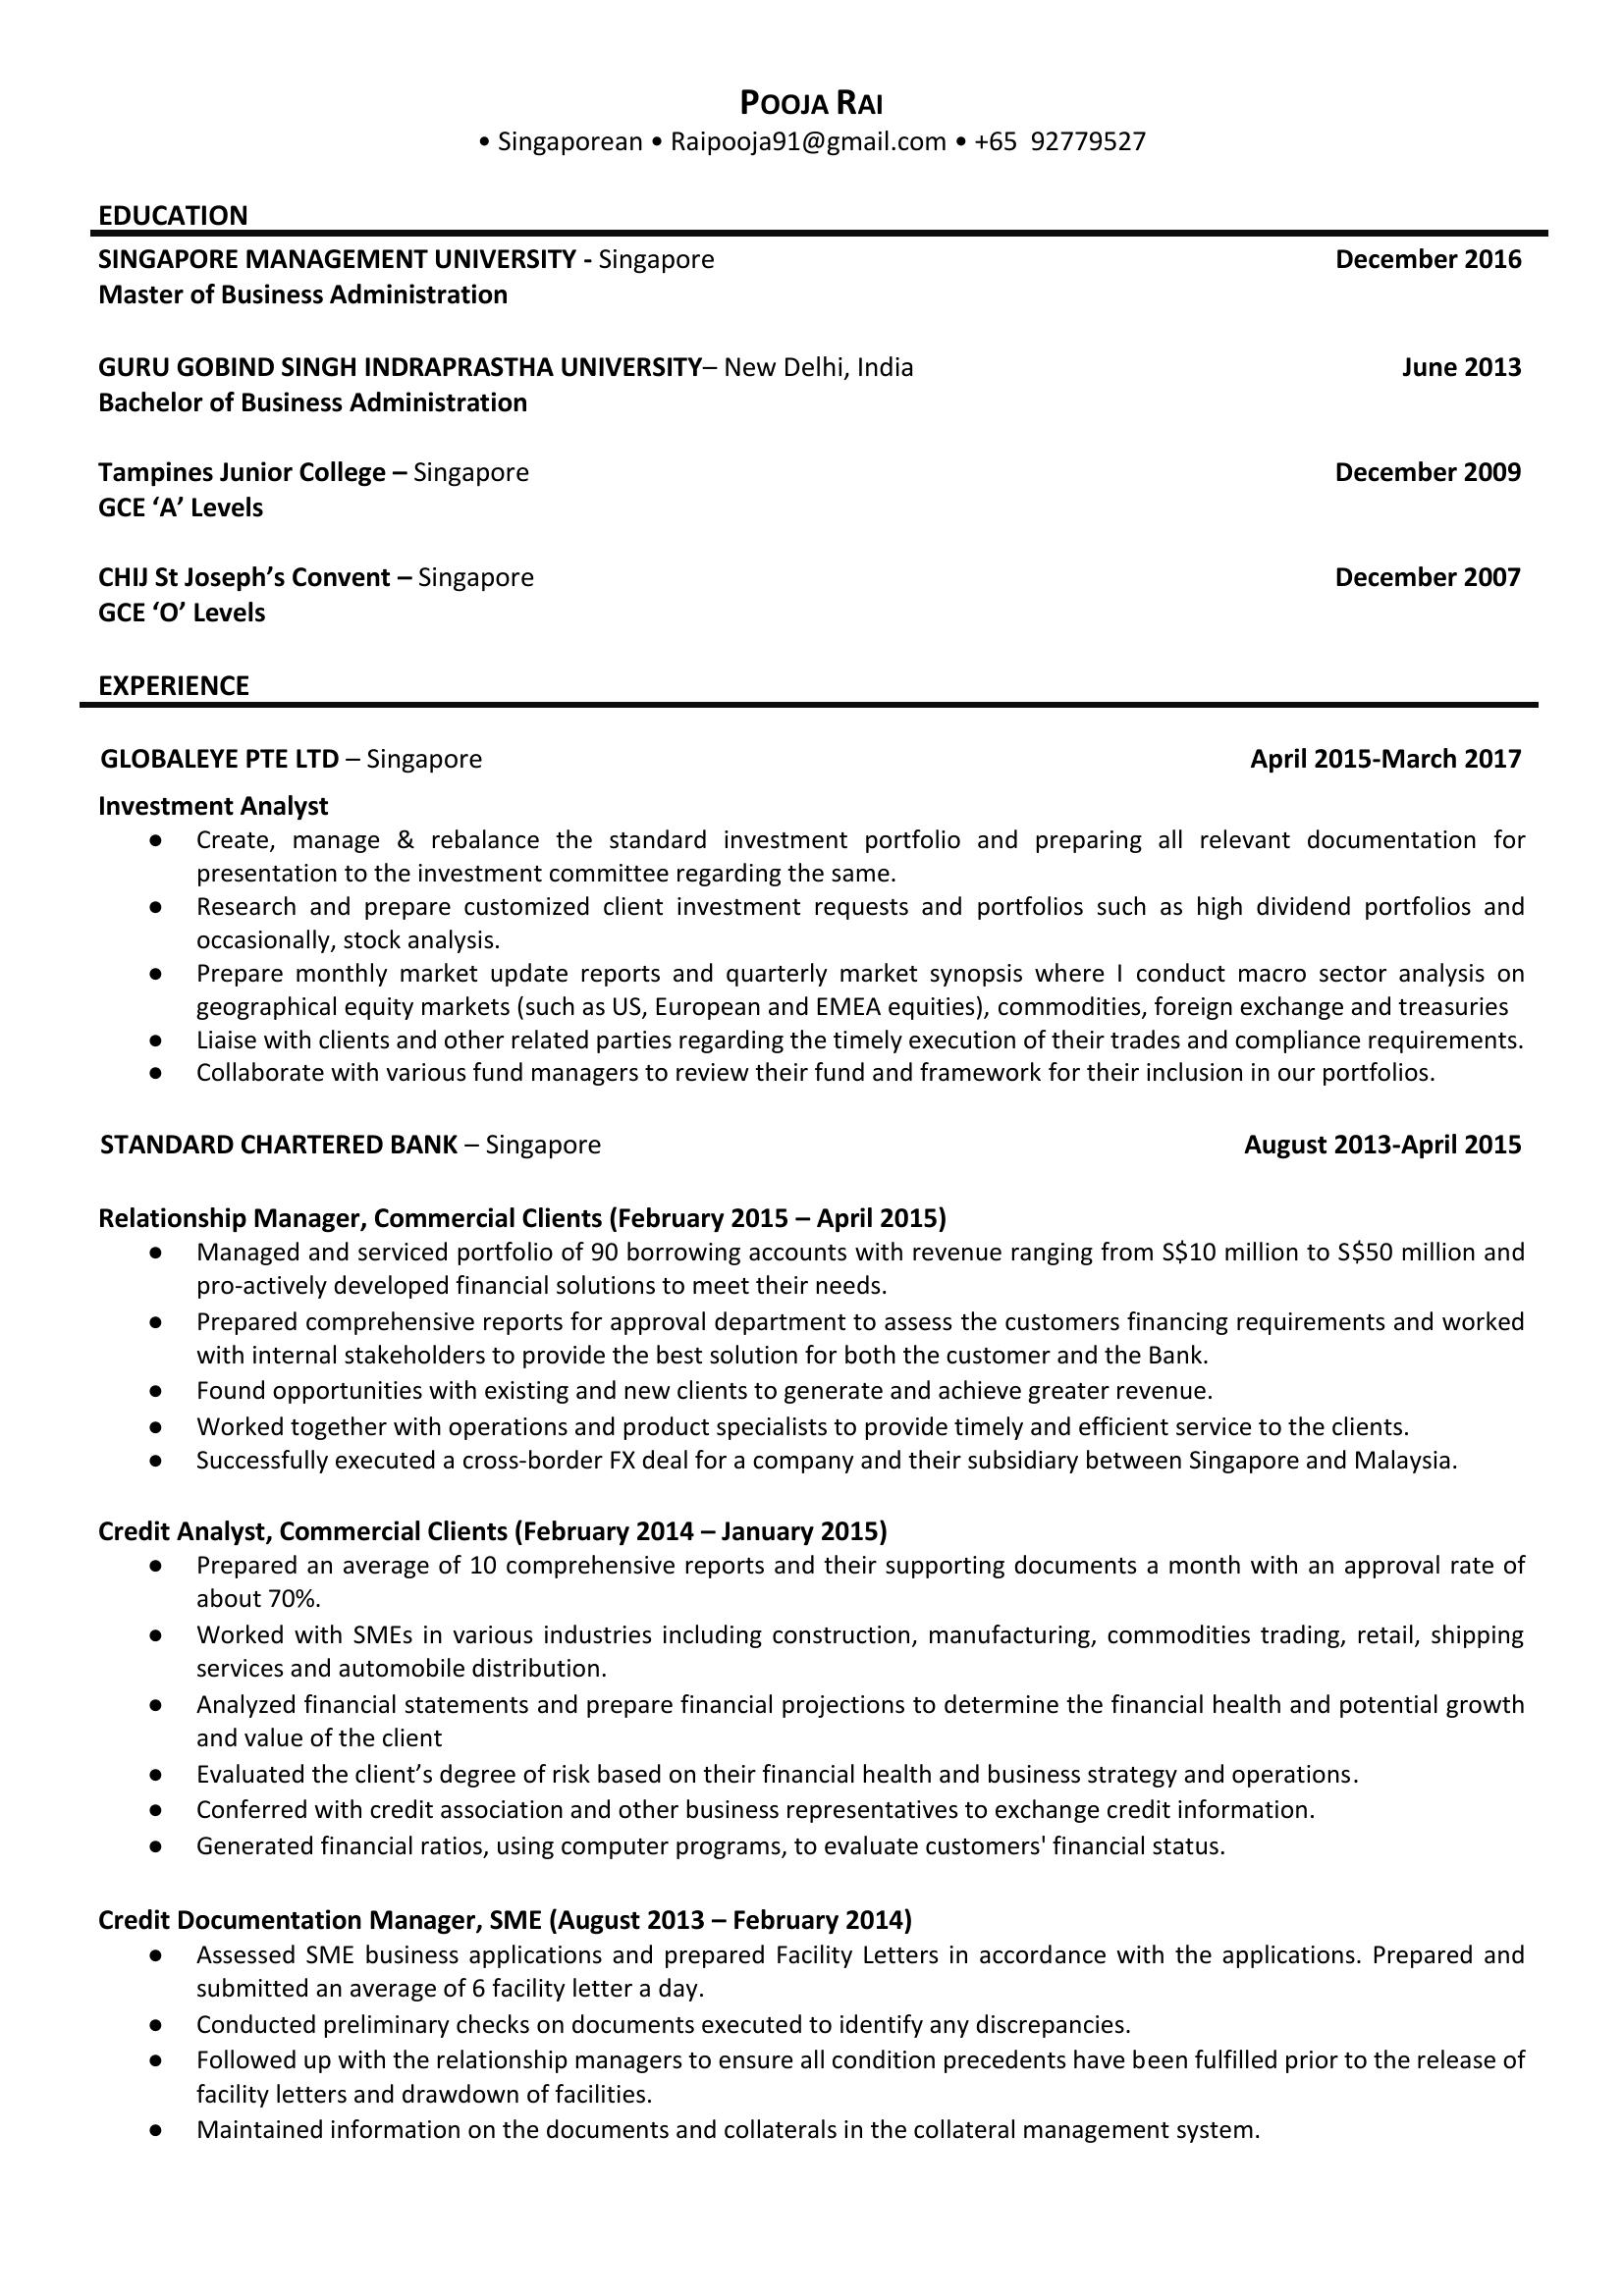 POOJA RAI
• Singaporean • Raipooja91@gmail.com • +65 92779527
EDUCATION
SINGAPORE MANAGEMENT UNIVERSITY - Singapore December 2016
Master of Business Administration
GURU GOBIND SINGH INDRAPRASTHA UNIVERSITY– New Delhi, India June 2013
Bachelor of Business Administration
Tampines Junior College – Singapore December 2009
GCE ‘A’ Levels
CHIJ St Joseph’s Convent – Singapore December 2007
GCE ‘O’ Levels
EXPERIENCE
GLOBALEYE PTE LTD – Singapore April 2015-March 2017
Investment Analyst
● Create, manage & rebalance the standard investment portfolio and preparing all relevant documentation for
presentation to the investment committee regarding the same.
● Research and prepare customized client investment requests and portfolios such as high dividend portfolios and
occasionally, stock analysis.
● Prepare monthly market update reports and quarterly market synopsis where I conduct macro sector analysis on
geographical equity markets (such as US, European and EMEA equities), commodities, foreign exchange and treasuries
● Liaise with clients and other related parties regarding the timely execution of their trades and compliance requirements.
● Collaborate with various fund managers to review their fund and framework for their inclusion in our portfolios.
STANDARD CHARTERED BANK – Singapore August 2013-April 2015
Relationship Manager, Commercial Clients (February 2015 – April 2015)
● Managed and serviced portfolio of 90 borrowing accounts with revenue ranging from S$10 million to S$50 million and
pro-actively developed financial solutions to meet their needs.
● Prepared comprehensive reports for approval department to assess the customers financing requirements and worked
with internal stakeholders to provide the best solution for both the customer and the Bank.
● Found opportunities with existing and new clients to generate and achieve greater revenue.
● Worked together with operations and product specialists to provide timely and efficient service to the clients.
● Successfully executed a cross-border FX deal for a company and their subsidiary between Singapore and Malaysia.
Credit Analyst, Commercial Clients (February 2014 – January 2015)
● Prepared an average of 10 comprehensive reports and their supporting documents a month with an approval rate of
about 70%.
● Worked with SMEs in various industries including construction, manufacturing, commodities trading, retail, shipping
services and automobile distribution.
● Analyzed financial statements and prepare financial projections to determine the financial health and potential growth
and value of the client
● Evaluated the client’s degree of risk based on their financial health and business strategy and operations.
● Conferred with credit association and other business representatives to exchange credit information.
● Generated financial ratios, using computer programs, to evaluate customers' financial status.
Credit Documentation Manager, SME (August 2013 – February 2014)
● Assessed SME business applications and prepared Facility Letters in accordance with the applications. Prepared and
submitted an average of 6 facility letter a day.
● Conducted preliminary checks on documents executed to identify any discrepancies.
● Followed up with the relationship managers to ensure all condition precedents have been fulfilled prior to the release of
facility letters and drawdown of facilities.
● Maintained information on the documents and collaterals in the collateral management system.